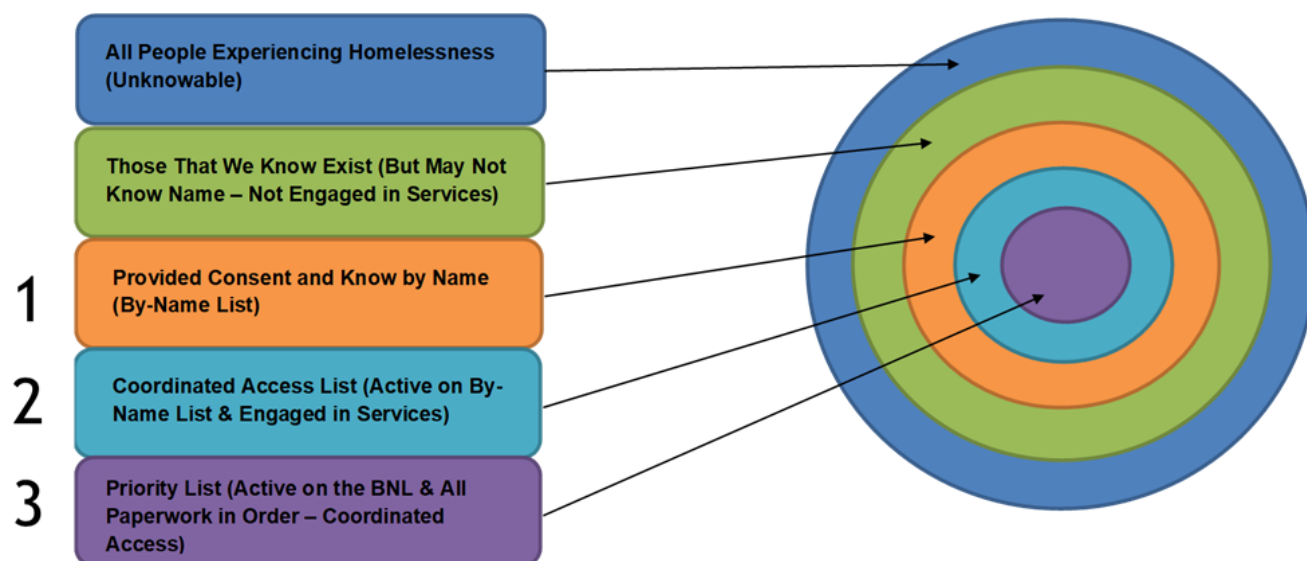 All People Experiencing Homelessness
(Unknowable)
Those That We Know Exist (But May Not
Know Name – Not Engaged in Services)
1
Provided Consent and Know by Name
(By-Name List)
2
Coordinated Access List (Active on By-
Name List & Engaged in Services)
3
Priority List (Active on the BNL & All
Paperwork in Order – Coordinated
Access)